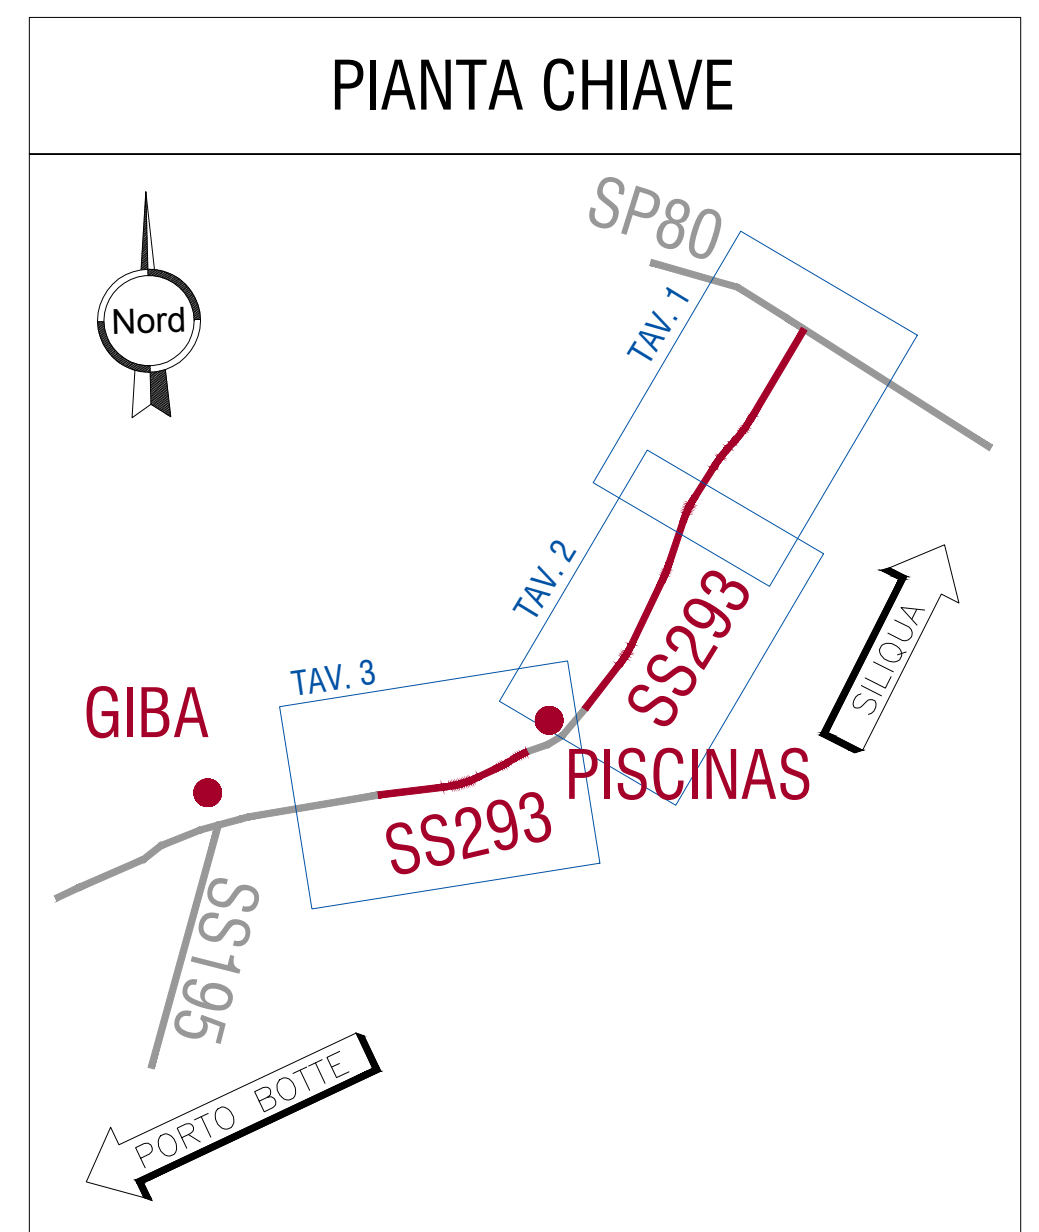 PIANTA CHIAVE
SP80
Nord
TAV. 1
TAV. 2
SS293
SILIQUA
TAV. 3
GIBA
PISCINAS
SS293
SS195
PORTO BOTTE